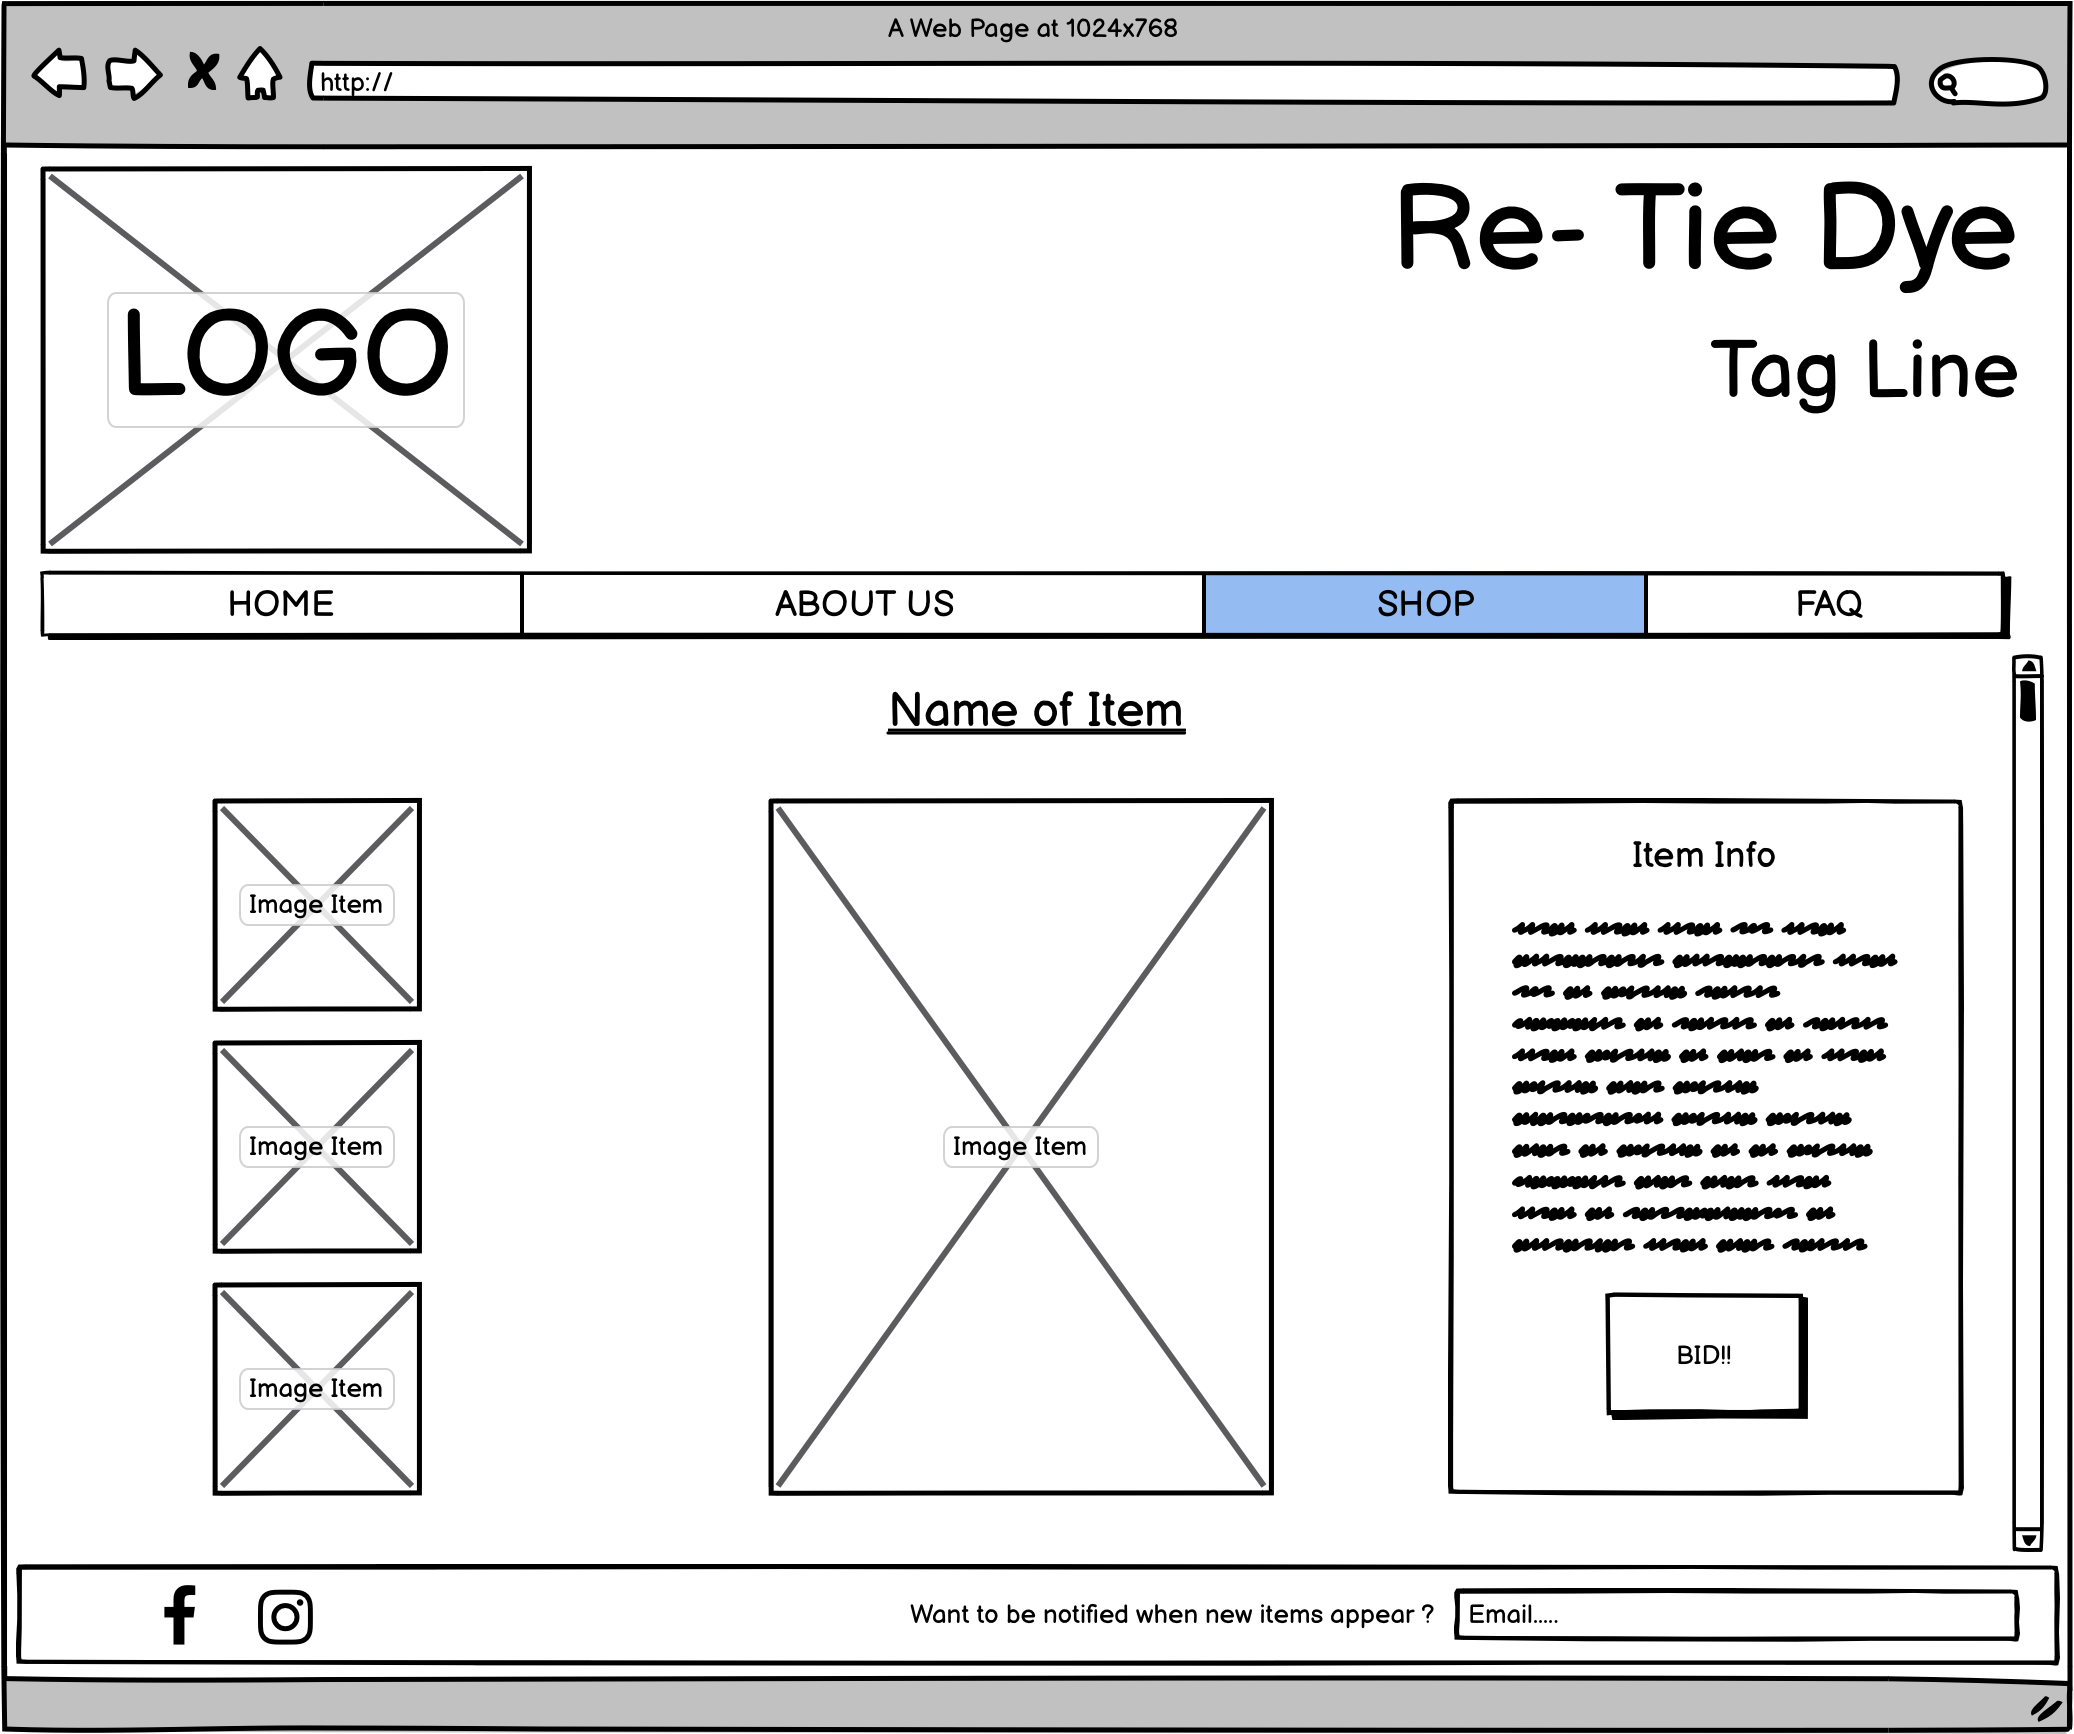 A Web Page at 1024x768
http://
LOGO
Re- Tie Dye
Tag Line
HOME ABOUT US SHOP FAQ
Name of Item
Image Item
Image Item
Image Item
Image Item
Item Info
BID!!
Want to be notified when new items appear ? Email.....